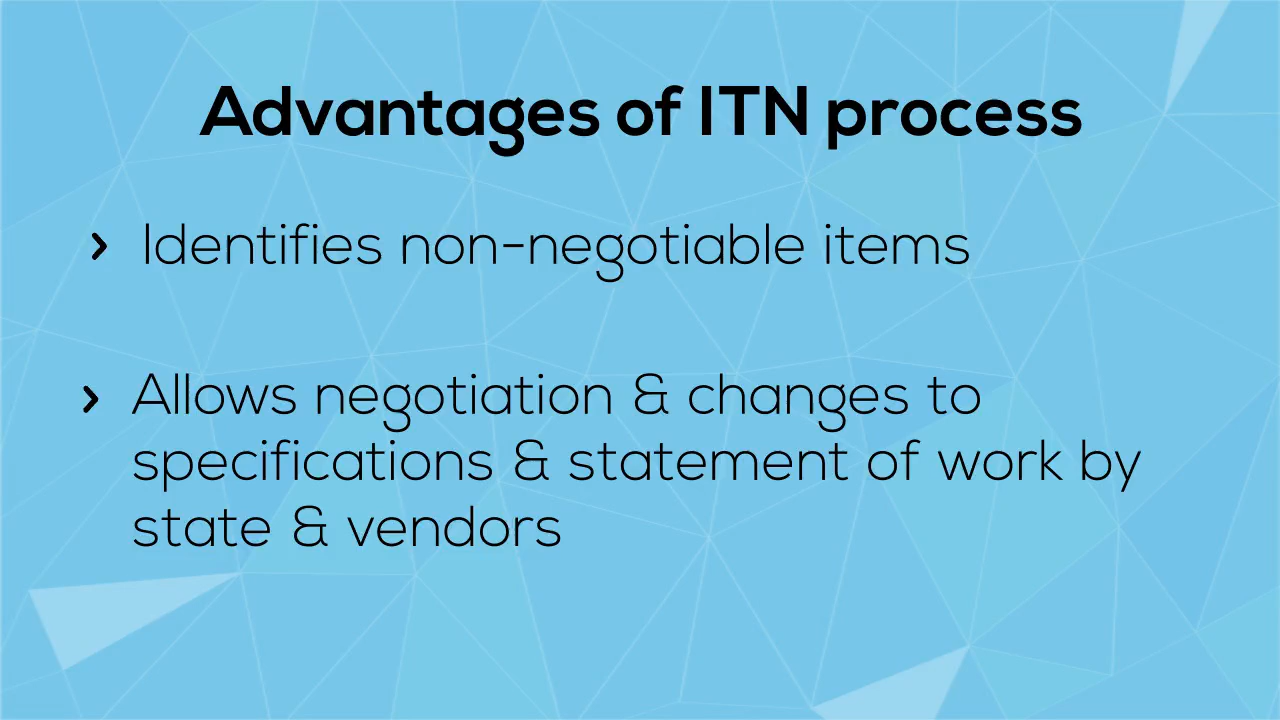 Advantages of ITN process
› Identifies non-negotiable items
› Allows negotiation & changes to
specifications & statement of work by
state & vendors